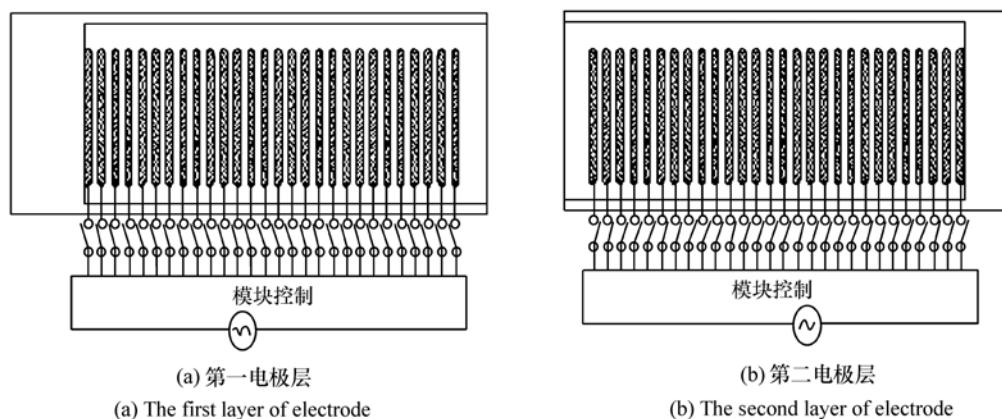 模块控制
(a) 第一电极层
(a) The first layer of electrode
模块控制
(b) 第二电极层
(b) The second layer of electrode